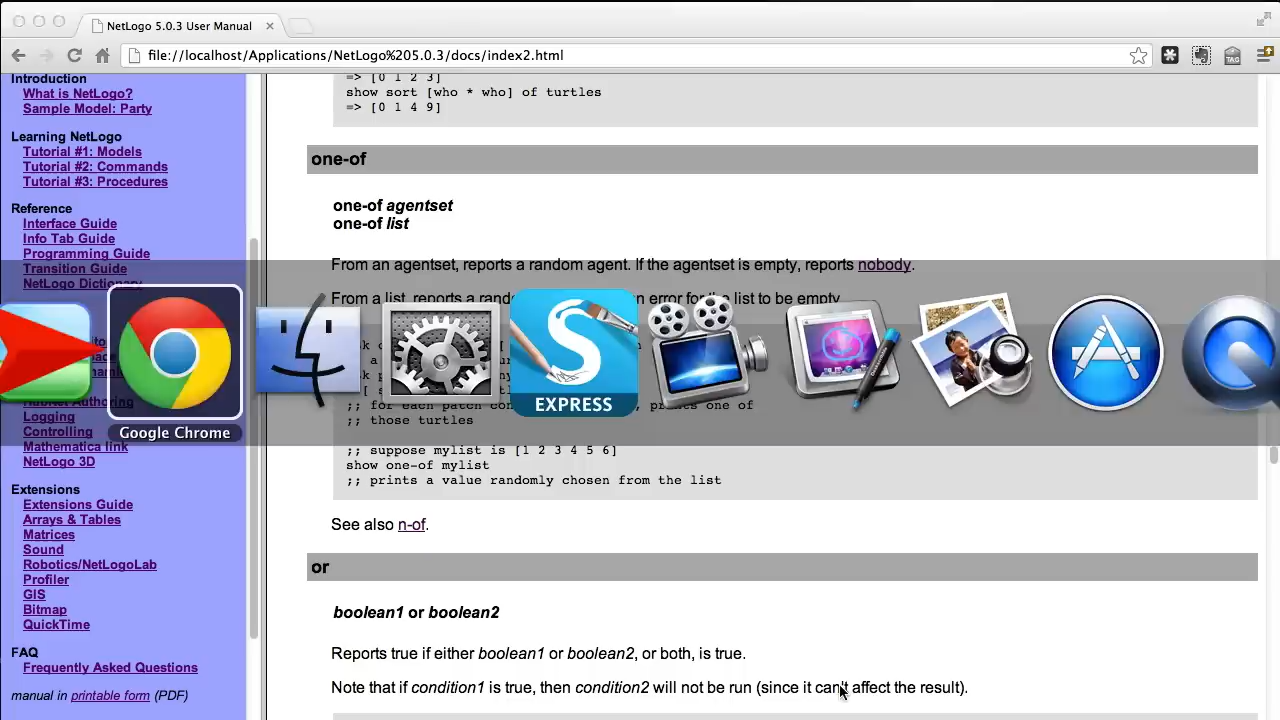 NetLogo 5.0.3 User Manual
file://localhost/Applications/NetLogo%205.0.3/docs/index2.html
TAG
Introduction
What is NetLogo?
Sample Model: Party
Learning NetLogo
Tutorial #1: Models
Tutorial #2: Commands
Tutorial #3: Procedures
Reference
Interface Guide
Info Tab Guide
Programming Guide
Transition Guide
NetLogo Dictionary
HubNet Authoring
Logging
Controlling
Mathematica link
NetLogo 3D
Extensions
Extensions Guide
Arrays & Tables
Matrices
Sound
Robotics/NetLogoLab
Profiler
GIS
Bitmap
QuickTime
FAQ
Frequently Asked Questions
manual in printable form (PDF)
=> [0 1 2 3]
show sort [who * who] of turtles
=> [0 1 4 9]
one-of
one-of agentset
one-of list
From an agentset, reports a random agent. If the agentset is empty, reports nobody.
From a list, reports a error for the list to be empty.
;; for each patch one of
;; those turtles
;; suppose mylist is [1 2 3 4 5 6]
show one-of mylist
;; prints a value randomly chosen from the list
See also n-of.
or
boolean1 or boolean2
Reports true if either boolean1 or boolean2, or both, is true.
Note that if condition1 is true, then condition2 will not be run (since it can't affect the result).
EXPRESS
Google Chrome